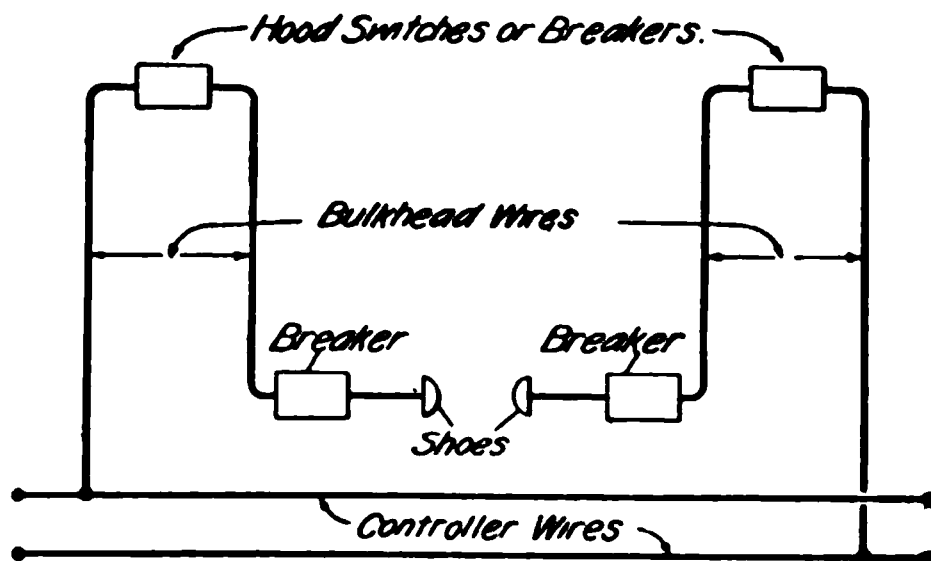 Hood Switches or Breakers.
Bulkhead Wires
Breaker Breaker
Shoes
Controller Wires